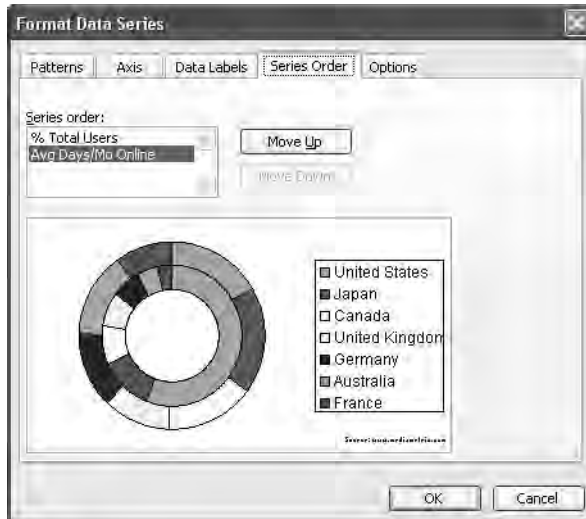 Format Data Series
Patterns
Axis
Data Labels
Series Order
Options
Series order:
% Total Users
Avg Days/Mo Online
Move Up
Move Down
United States
Japan
Canada
United Kingdom
Germany
Australia
France
OK
Cancel